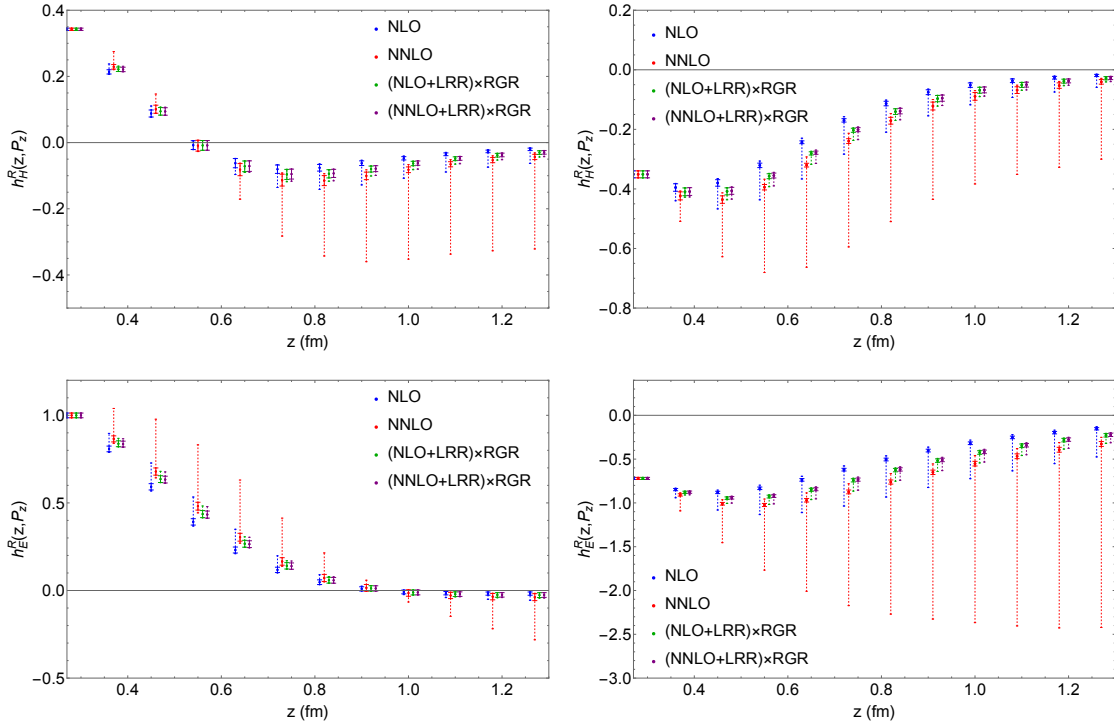 NLO
NNLO
(NLO+LRR)×RGR
(NNLO+LRR)×RGR
0.4
0.2
0.0
−0.2
−0.4
h_H^R(z,P_z)
0.4 0.6 0.8 1.0 1.2
z (fm)
NLO
NNLO
(NLO+LRR)×RGR
(NNLO+LRR)×RGR
0.2
0.0
−0.2
−0.4
−0.6
−0.8
h_H^R(z,P_z)
0.4 0.6 0.8 1.0 1.2
z (fm)
NLO
NNLO
(NLO+LRR)×RGR
(NNLO+LRR)×RGR
1.0
0.5
0.0
−0.5
h_E^R(z,P_z)
0.4 0.6 0.8 1.0 1.2
z (fm)
0.0
−0.5
−1.0
−1.5
−2.0
−2.5
−3.0
h_E^R(z,P_z)
NLO
NNLO
(NLO+LRR)×RGR
(NNLO+LRR)×RGR
0.4 0.6 0.8 1.0 1.2
z (fm)